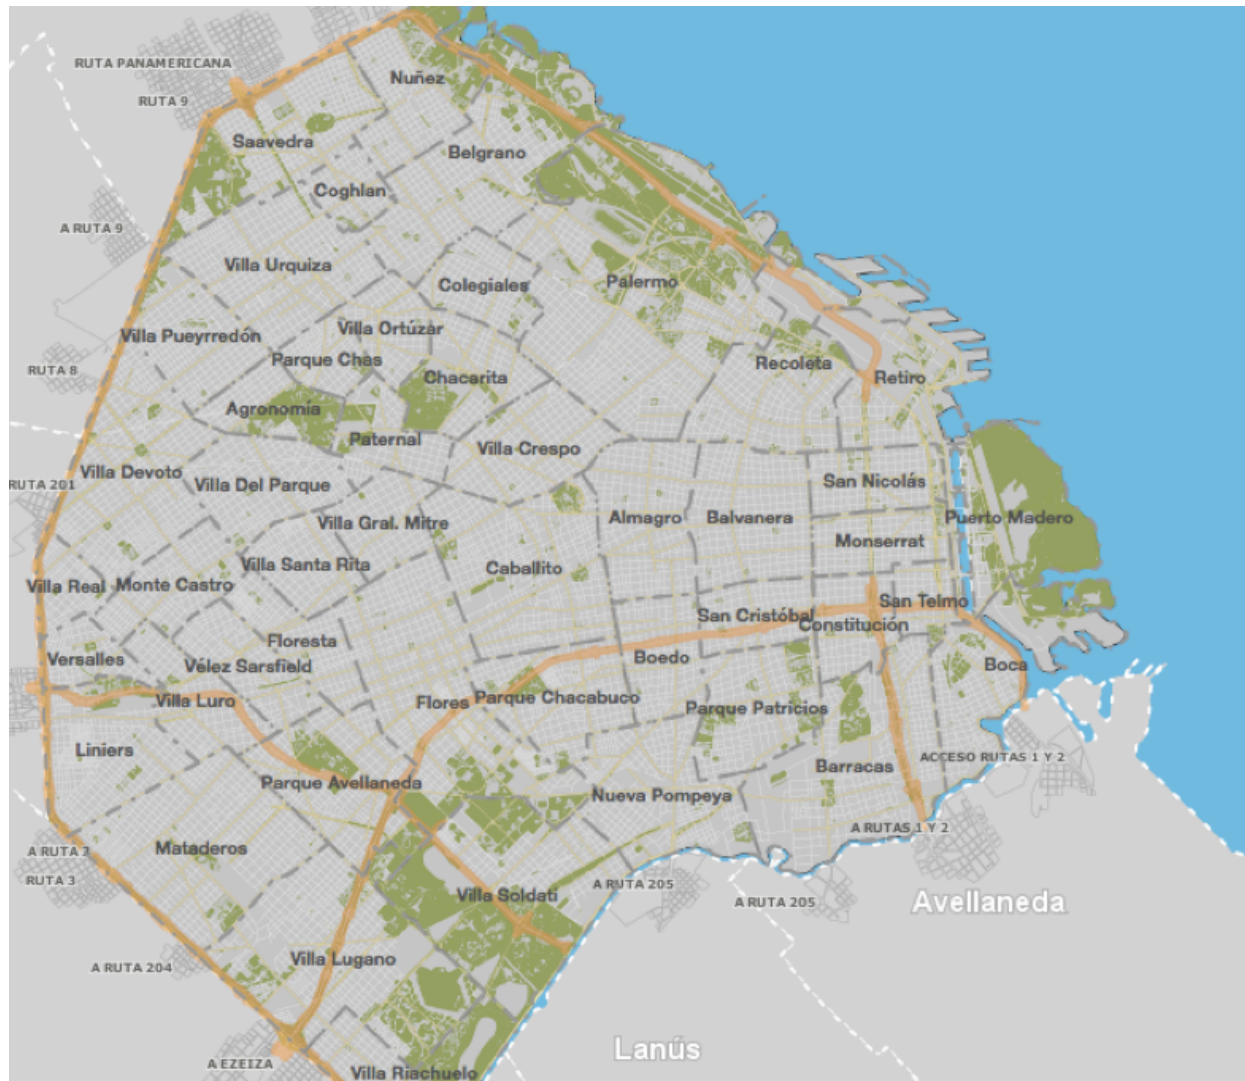 RUTA PANAMERICANA
Nuñez
RUTA 9
Saavedra
Belgrano
Coghlan
A RUTA 9
Villa Urquiza
Colegiales
Palermo
Villa Pueyrredón
Villa Ortúzar
Parque Chas
Recoleta
RUTA 8
Chacarita
Retiro
Agronomía
Paternal
Villa Crespo
Villa Devoto
Villa Del Parque
San Nicolás
RUTA 201
Villa Gral. Mitre
Almagro
Balvanera
Puerto Madero
Monserrat
Villa Santa Rita
Caballito
Villa Real
Monte Castro
San Telmo
San Cristóbal
Constitución
Floresta
Versalles
Vélez Sarsfield
Boedo
Boca
Villa Luro
Flores
Parque Chacabuco
Parque Patricios
Liniers
ACCESO RUTAS 1 Y 2
Barracas
Parque Avellaneda
Nueva Pompeya
A RUTAS 1 Y 2
Mataderos
A RUTA 2
RUTA 3
A RUTA 205
Villa Soldati
A RUTA 205
Avellaneda
Villa Lugano
A RUTA 204
Lanús
A EZEIZA
Villa Riachuelo